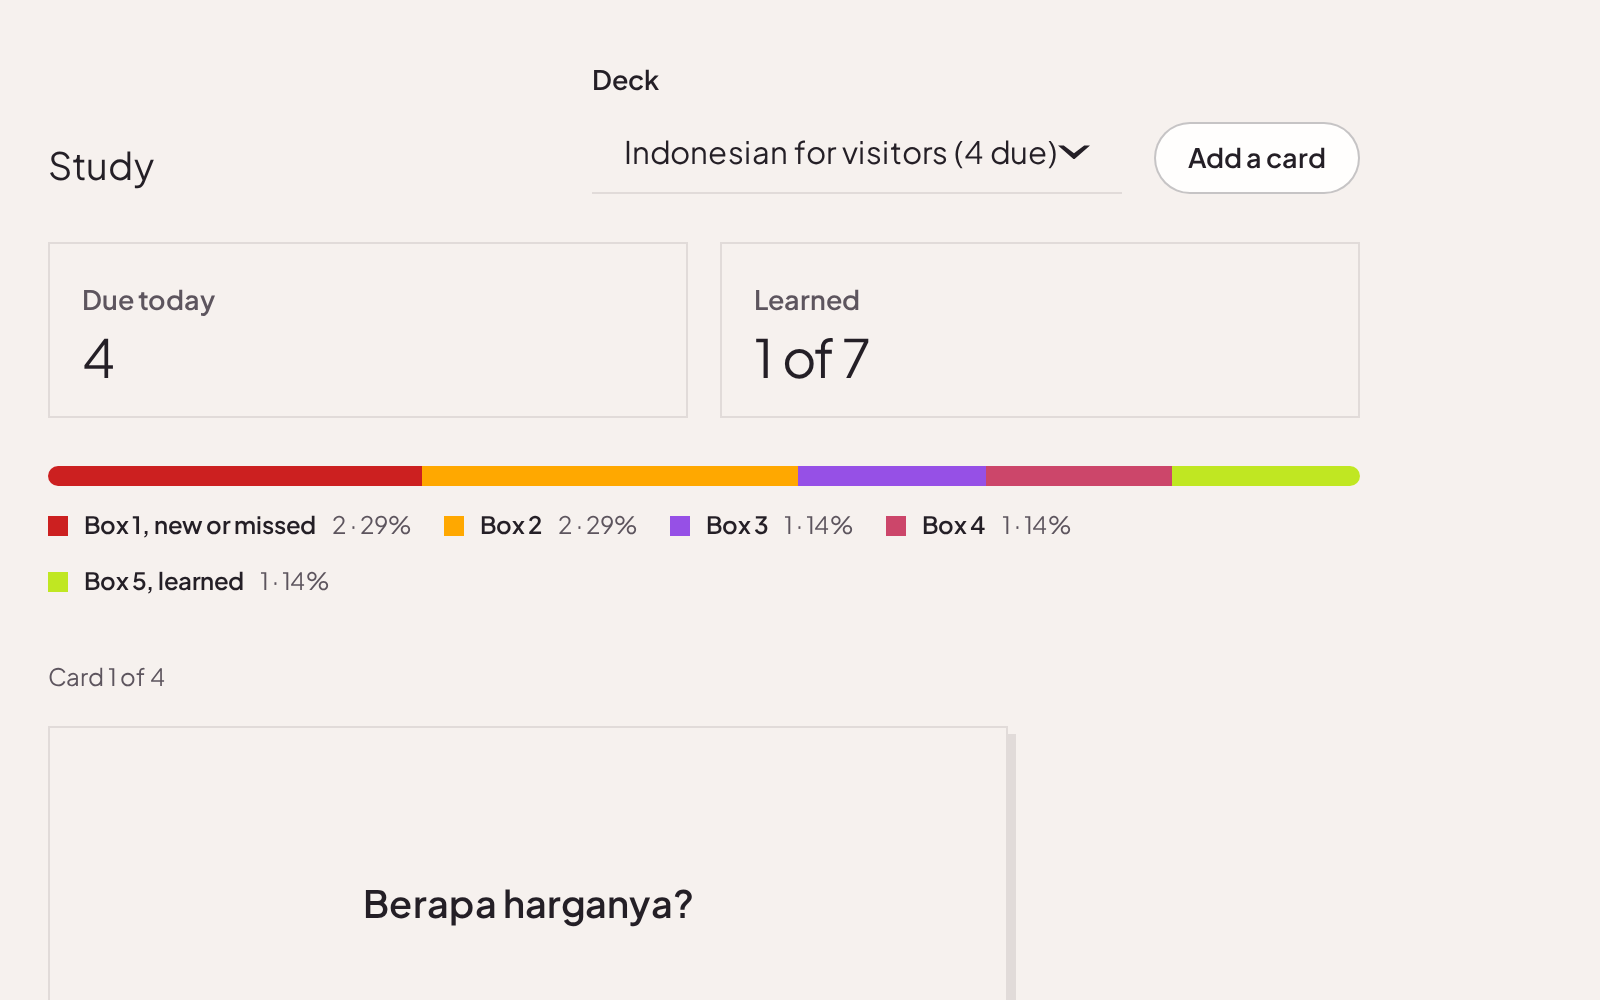 Deck
Study
Indonesian for visitors (4 due)
Add a card
Due today
4
Learned
1 of 7
Box 1, new or missed 2 · 29%
Box 2 2 · 29%
Box 3 1 · 14%
Box 4 1 · 14%
Box 5, learned 1 · 14%
Card 1 of 4
Berapa harganya?